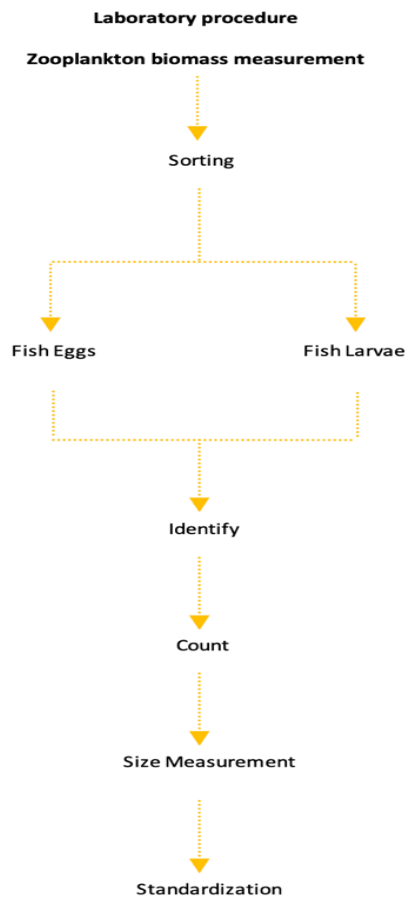 Laboratory procedure
Zooplankton biomass measurement
Sorting
Fish Eggs
Fish Larvae
Identify
Count
Size Measurement
Standardization